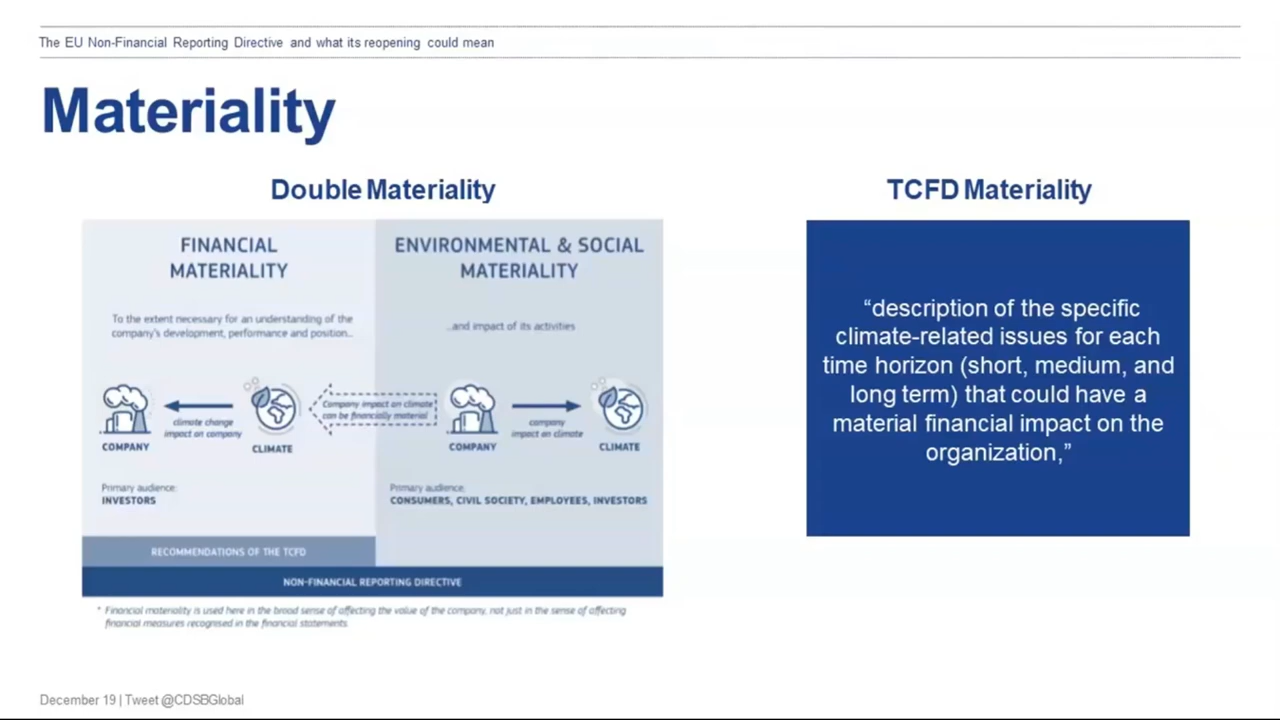 The EU Non-Financial Reporting Directive and what its reopening could mean
Materiality
Double Materiality
FINANCIAL
MATERIALITY
To the extent necessary for an understanding of the
company's development, performance and position...
COMPANY
climate change
impact on company
CLIMATE
Primary audience:
INVESTORS
RECOMMENDATIONS OF THE TCFD
Company impact on climate
can be financially material
ENVIRONMENTAL & SOCIAL
MATERIALITY
...and impact of its activities
COMPANY
company
impact on climate
CLIMATE
Primary audience:
CONSUMERS, CIVIL SOCIETY, EMPLOYEES, INVESTORS
NON-FINANCIAL REPORTING DIRECTIVE
* Financial materiality is used here in the broad sense of affecting the value of the company, not just in the sense of affecting
financial measures recognised in the financial statements.
TCFD Materiality
“description of the specific
climate-related issues for each
time horizon (short, medium, and
long term) that could have a
material financial impact on the
organization,”
December 19 | Tweet @CDSBGlobal